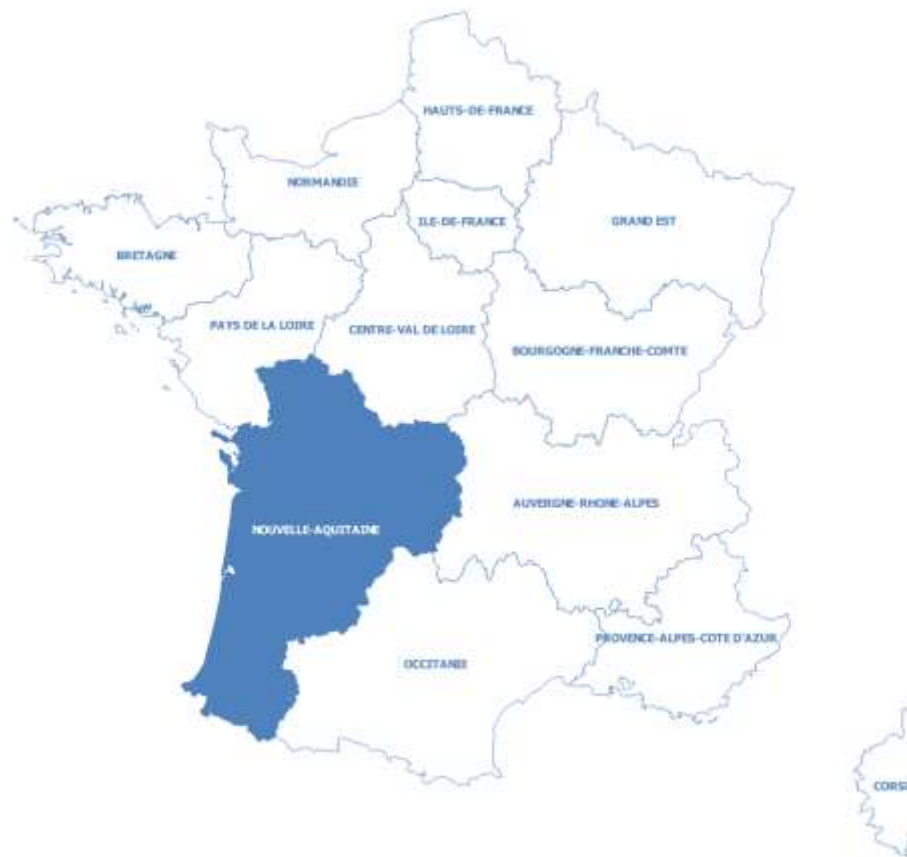 HAUTS-DE-FRANCE
NORMANDIE
ILE-DE-FRANCE
GRAND EST
BRETAGNE
PAYS DE LA LOIRE
CENTRE-VAL DE LOIRE
BOURGOGNE-FRANCHE-COMTE
AUVERGNE-RHONE-ALPES
NOUVELLE-AQUITAINE
PROVENCE-ALPES-COTE D'AZUR
OCCITANIE
CORSE